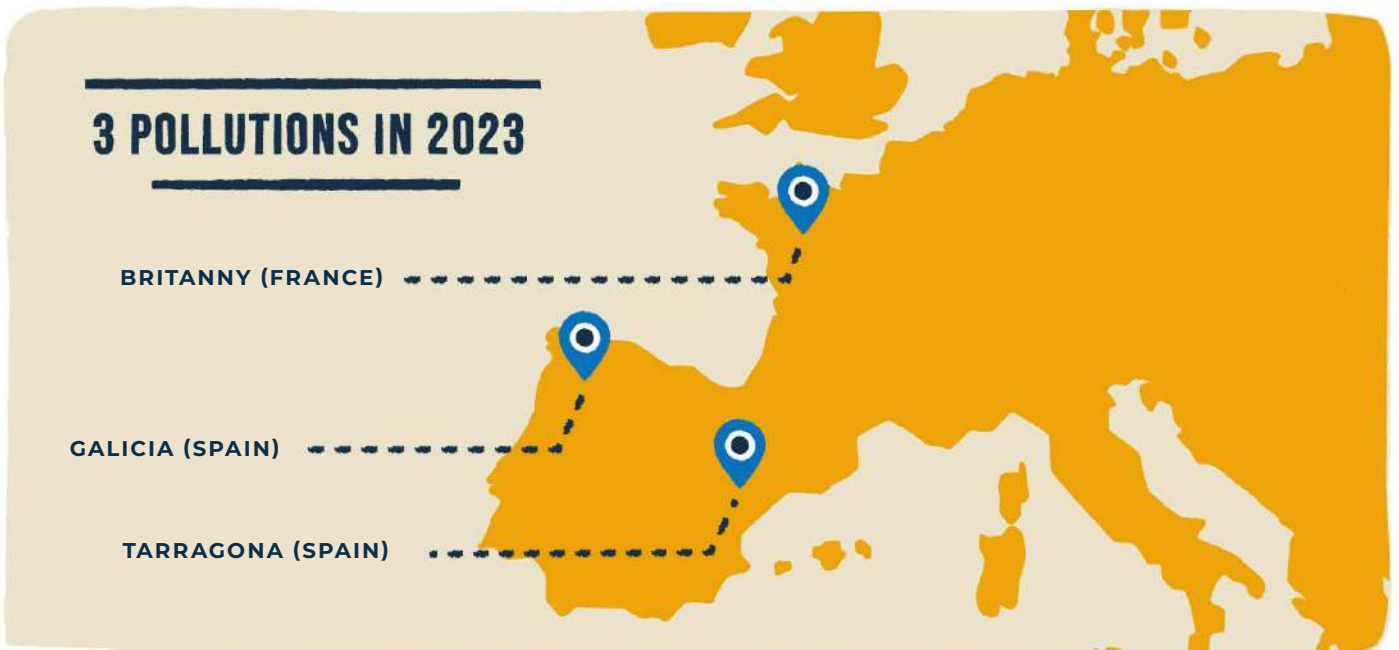 3 POLLUTIONS IN 2023
BRITANNY (FRANCE)
GALICIA (SPAIN)
TARRAGONA (SPAIN)